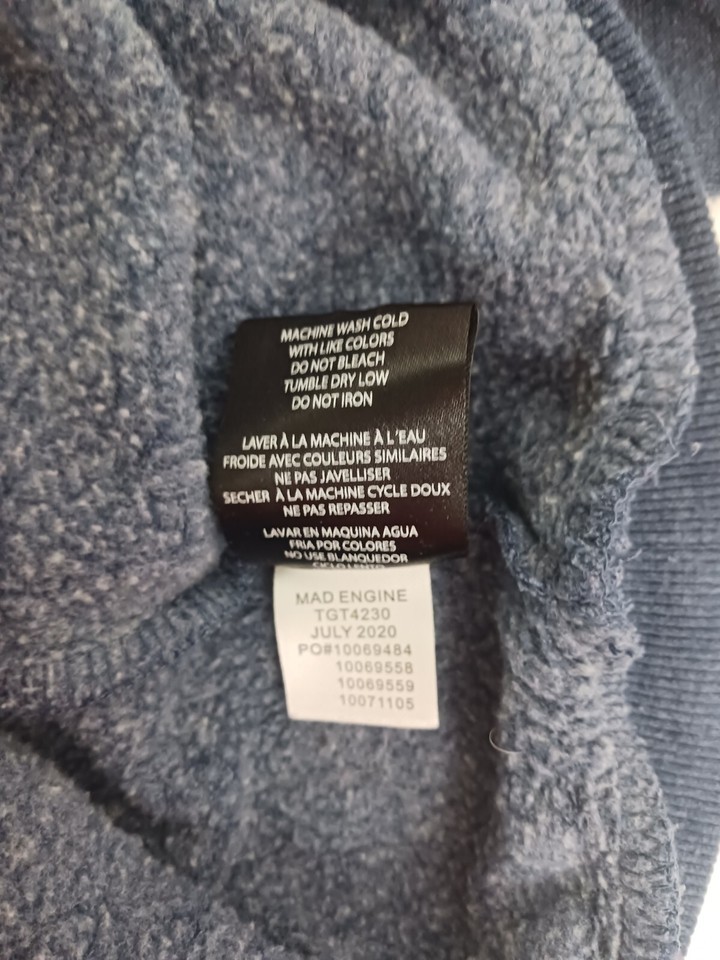 MACHINE WASH COLD
WITH LIKE COLORS
DO NOT BLEACH
TUMBLE DRY LOW
DO NOT IRON
LAVER À LA MACHINE À L'EAU
FROIDE AVEC COULEURS SIMILAIRES
NE PAS JAVELLISER
SECHER À LA MACHINE CYCLE DOUX
NE PAS REPASSER
LAVAR EN MAQUINA AGUA
FRIA POR COLORES
NO USE BLANQUEDOR
CICLO LENTO
MAD ENGINE
TGT4230
JULY 2020
PO#10069484
10069558
10069559
10071105